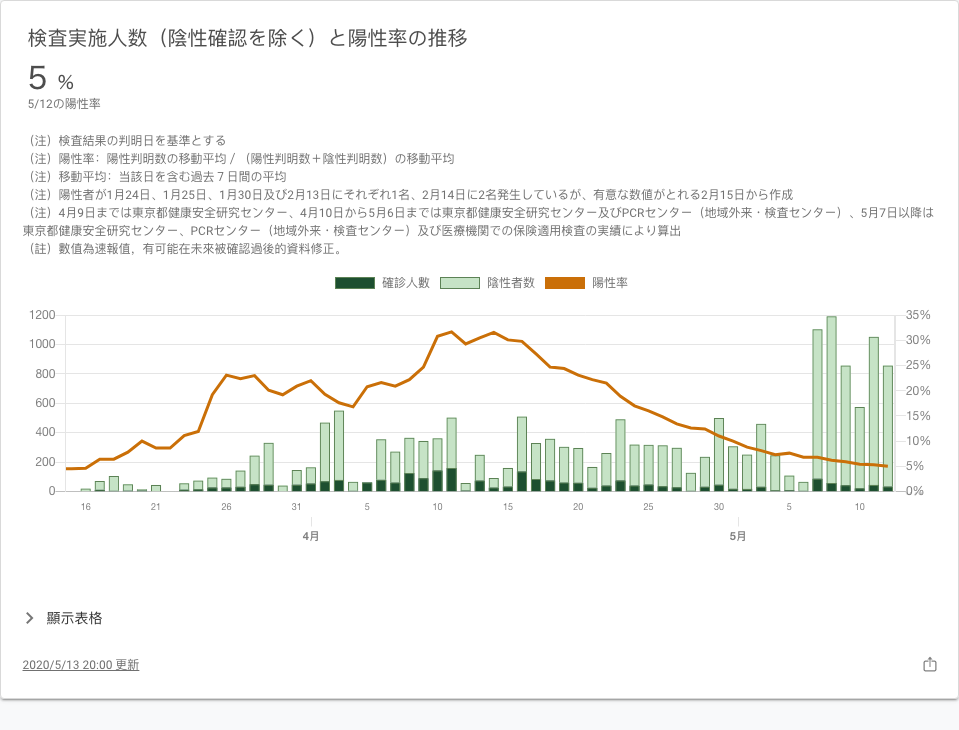 検査実施人数（陰性確認を除く）と陽性率の推移
5 %
5/12の陽性率
（注）検査結果の判明日を基準とする
（注）陽性率：陽性判明数の移動平均 / （陽性判明数＋陰性判明数）の移動平均
（注）移動平均：当該日を含む過去７日間の平均
（注）陽性者が1月24日、1月25日、1月30日及び2月13日にそれぞれ1名、2月14日に2名発生しているが、有意な数値がとれる2月15日から作成
（注）4月9日までは東京都健康安全研究センター、4月10日から5月6日までは東京都健康安全研究センター及びPCRセンター（地域外来・検査センター）、5月7日以降は
東京都健康安全研究センター、PCRセンター（地域外来・検査センター）及び医療機関での保険適用検査の実績により算出
（註）數值為速報值，有可能在未來被確認過後的資料修正。
確診人數 陰性者数 陽性率
1200 35%
1000 30%
800 25%
600 20%
400 15%
200 10%
0 5%
0%
16 21 26 31 5 10 15 20 25 30 5 10
4月 5月
顯示表格
2020/5/13 20:00 更新